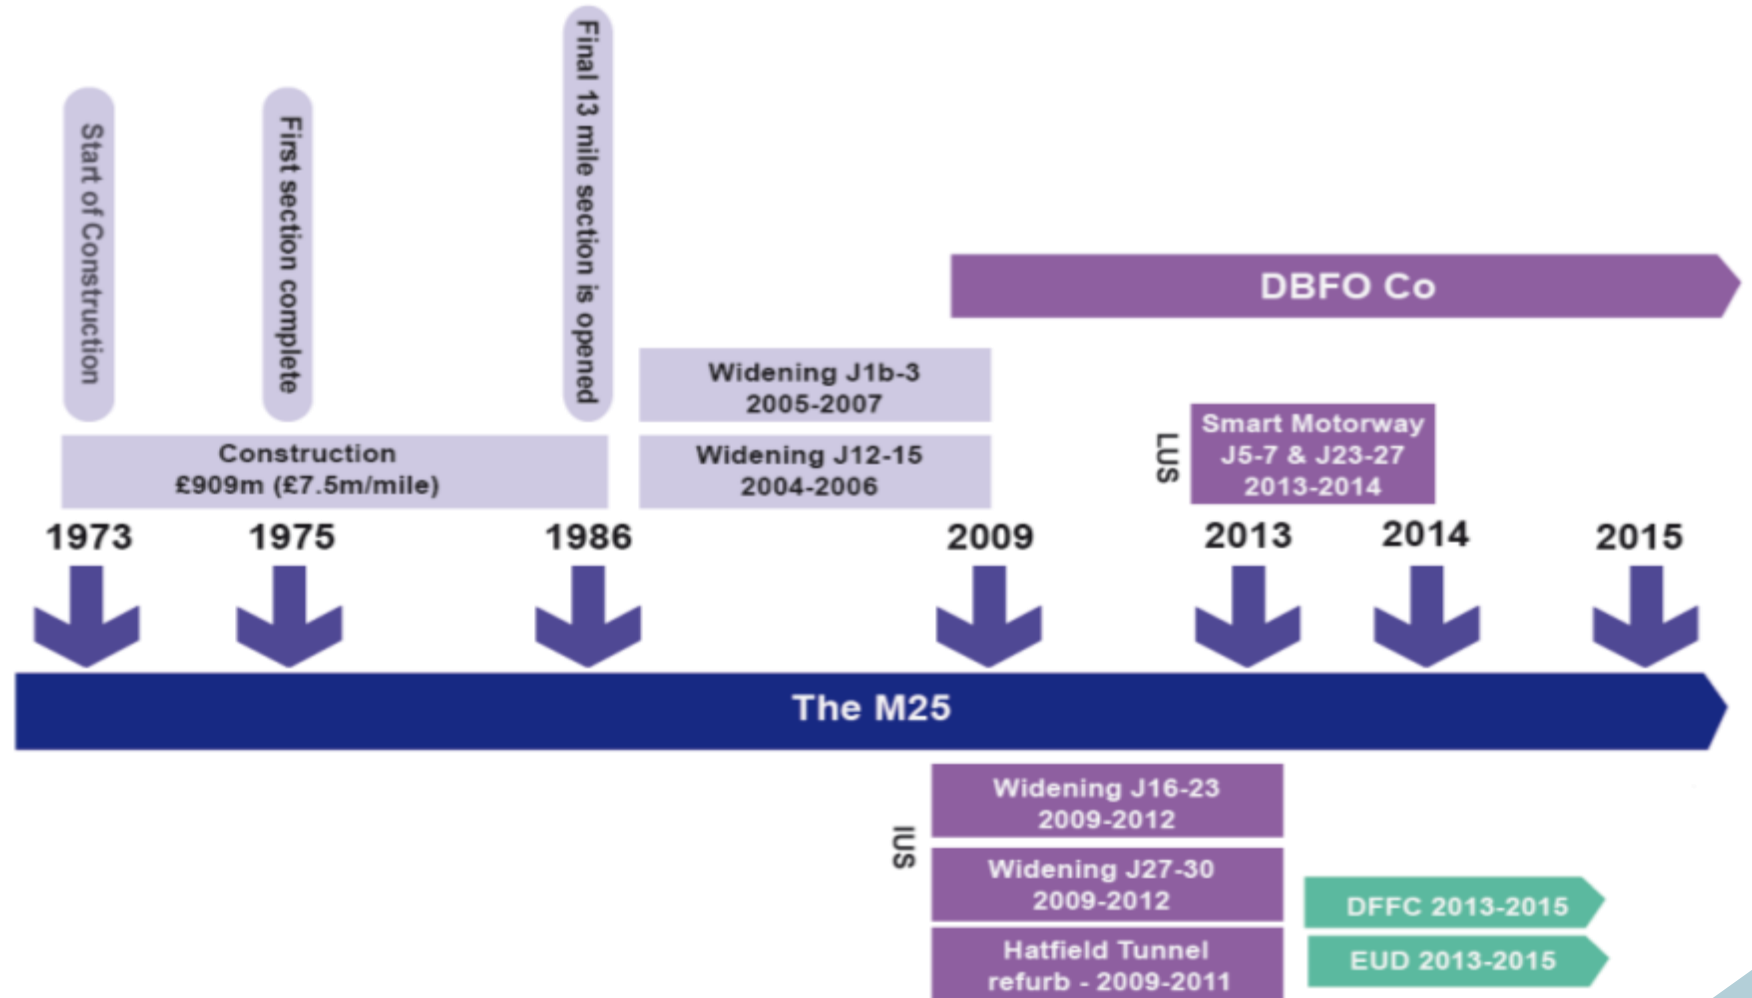 Start of Construction
First section complete
Final 13 mile section is opened
DBFO Co
Widening J1b-3
2005-2007
Construction
£909m (£7.5m/mile)
Widening J12-15
2004-2006
LUS
Smart Motorway
J5-7 & J23-27
2013-2014
1973
1975
1986
2009
2013
2014
2015
The M25
IUS
Widening J16-23
2009-2012
Widening J27-30
2009-2012
Hatfield Tunnel
refurb - 2009-2011
DFFC 2013-2015
EUD 2013-2015